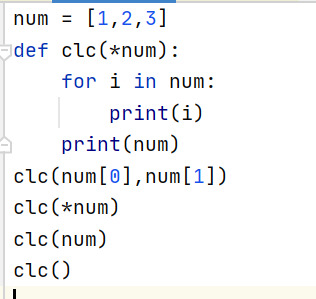 num = [1,2,3]
def clc(*num):
    for i in num:
        print(i)
    print(num)
clc(num[0],num[1])
clc(*num)
clc(num)
clc()